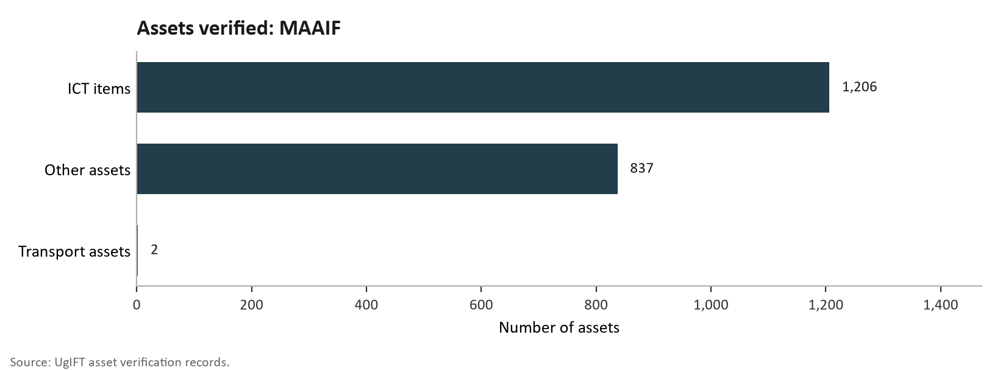 Assets verified: MAAIF
ICT items
1,206
Other assets
837
Transport assets
2
0 200 400 600 800 1,000 1,200 1,400
Number of assets
Source: UgIFT asset verification records.